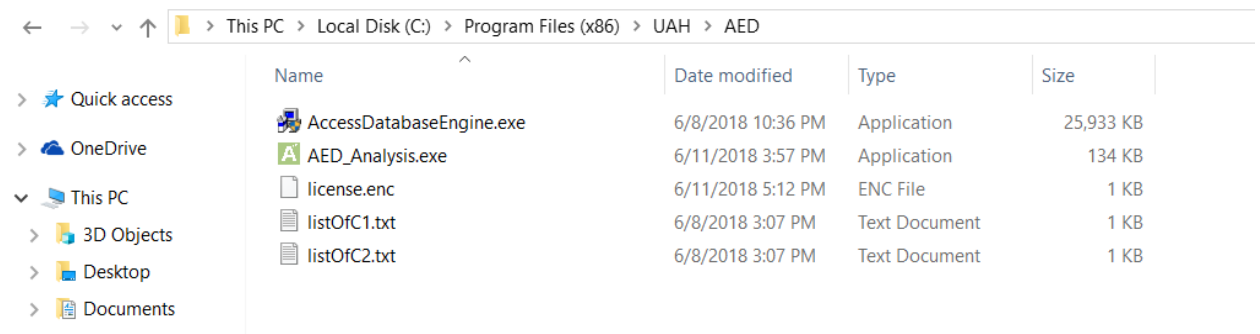 This PC > Local Disk (C:) > Program Files (x86) > UAH > AED
Name Date modified Type Size
Quick access
OneDrive
This PC
3D Objects
Desktop
Documents
AccessDatabaseEngine.exe 6/8/2018 10:36 PM Application 25,933 KB
AED_Analysis.exe 6/11/2018 3:57 PM Application 134 KB
license.enc 6/11/2018 5:12 PM ENC File 1 KB
listOfC1.txt 6/8/2018 3:07 PM Text Document 1 KB
listOfC2.txt 6/8/2018 3:07 PM Text Document 1 KB